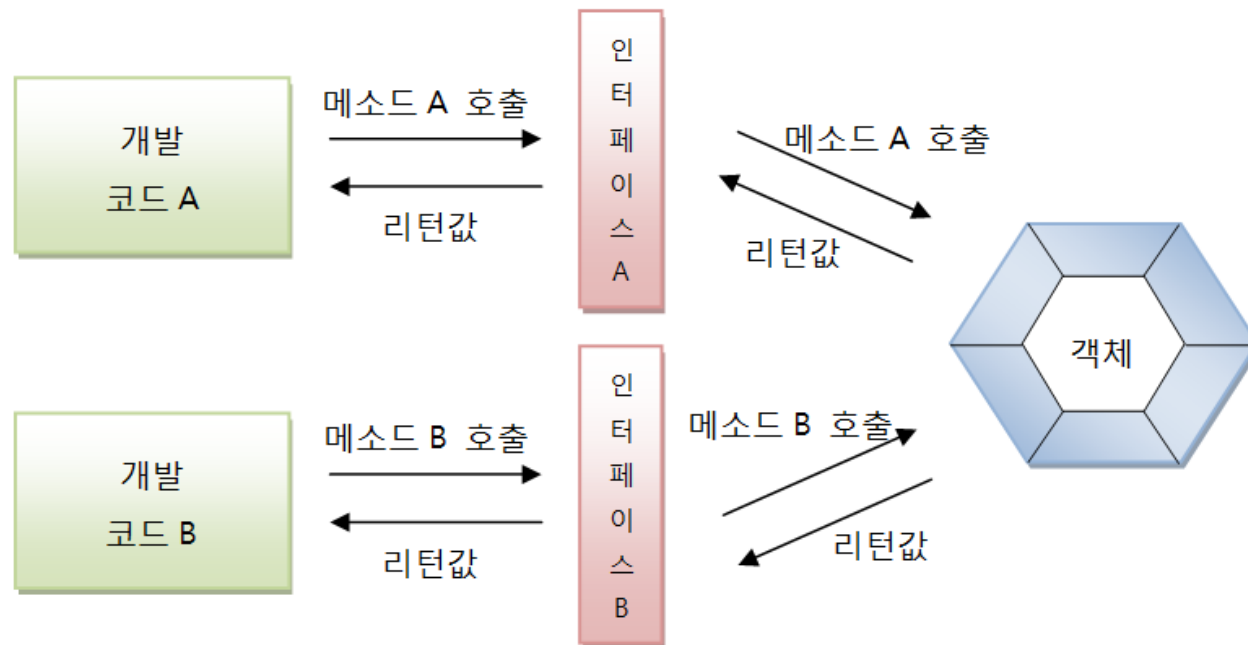 개발
코드 A
메소드 A 호출
리턴값
인
터
페
이
스
A
메소드 A 호출
리턴값
객체
개발
코드 B
메소드 B 호출
리턴값
인
터
페
이
스
B
메소드 B 호출
리턴값